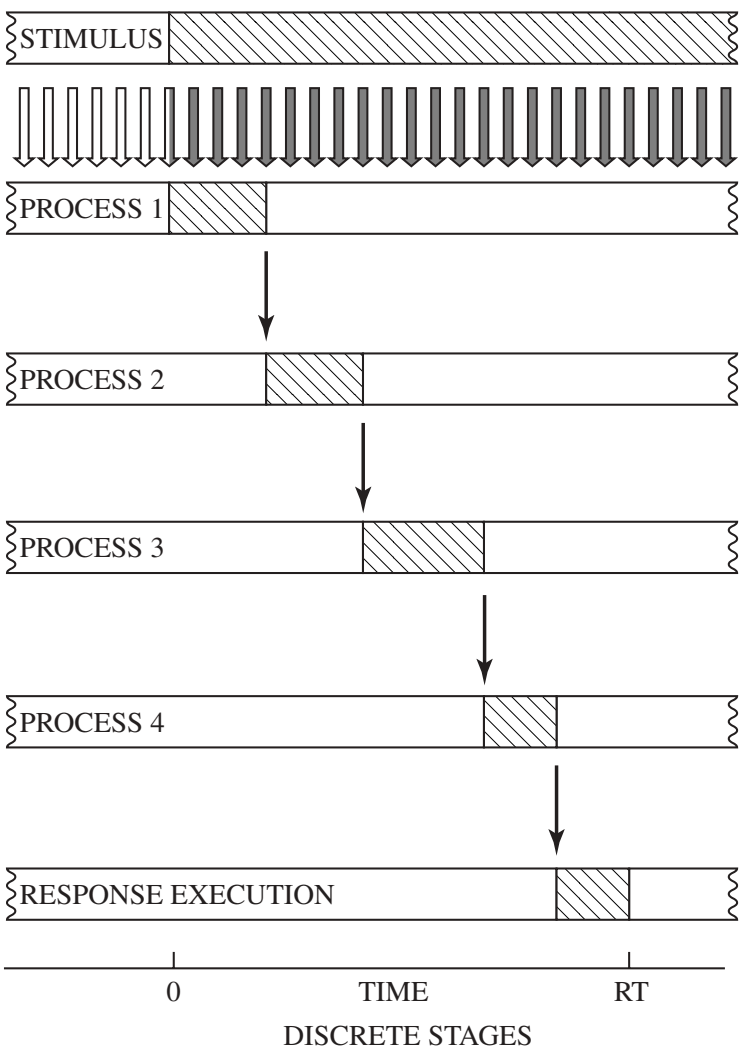 STIMULUS
PROCESS 1
PROCESS 2
PROCESS 3
PROCESS 4
RESPONSE EXECUTION
0 TIME RT
DISCRETE STAGES